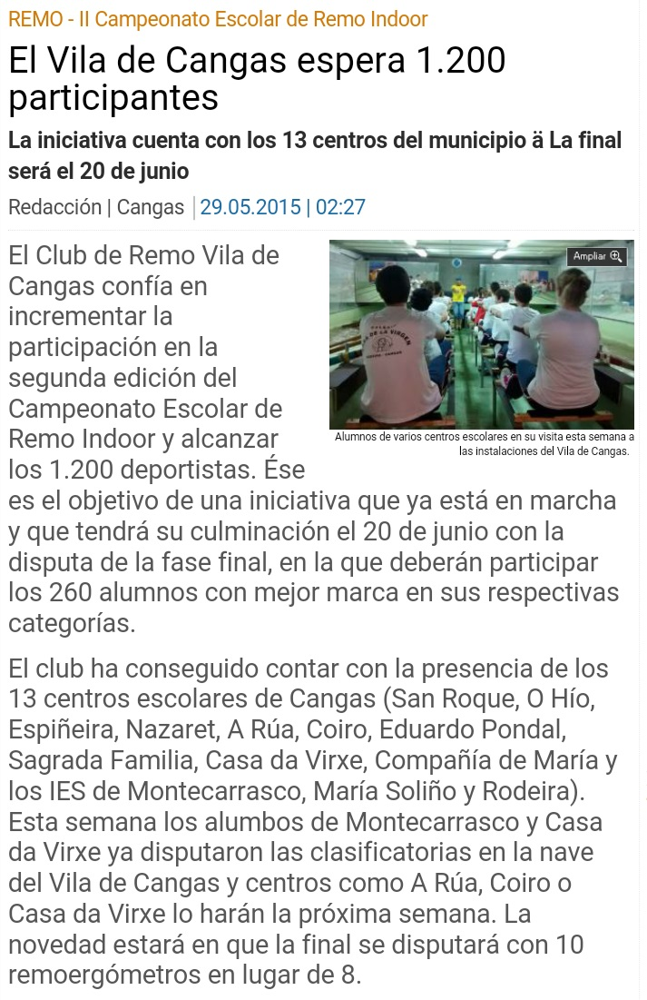 REMO - II Campeonato Escolar de Remo Indoor
El Vila de Cangas espera 1.200
participantes
La iniciativa cuenta con los 13 centros del municipio ä La final
será el 20 de junio
Redacción | Cangas | 29.05.2015 | 02:27
El Club de Remo Vila de
Cangas confía en
incrementar la
participación en la
segunda edición del
Campeonato Escolar de
Remo Indoor y alcanzar
los 1.200 deportistas. Ése
Ampliar
DE LA VIRGEN
Alumnos de varios centros escolares en su visita esta semana a
las instalaciones del Vila de Cangas.
es el objetivo de una iniciativa que ya está en marcha
y que tendrá su culminación el 20 de junio con la
disputa de la fase final, en la que deberán participar
los 260 alumnos con mejor marca en sus respectivas
categorías.
El club ha conseguido contar con la presencia de los
13 centros escolares de Cangas (San Roque, O Hío,
Espiñeira, Nazaret, A Rúa, Coiro, Eduardo Pondal,
Sagrada Familia, Casa da Virxe, Compañía de María y
los IES de Montecarrasco, María Soliño y Rodeira).
Esta semana los alumbos de Montecarrasco y Casa
da Virxe ya disputaron las clasificatorias en la nave
del Vila de Cangas y centros como A Rúa, Coiro o
Casa da Virxe lo harán la próxima semana. La
novedad estará en que la final se disputará con 10
remoergómetros en lugar de 8.